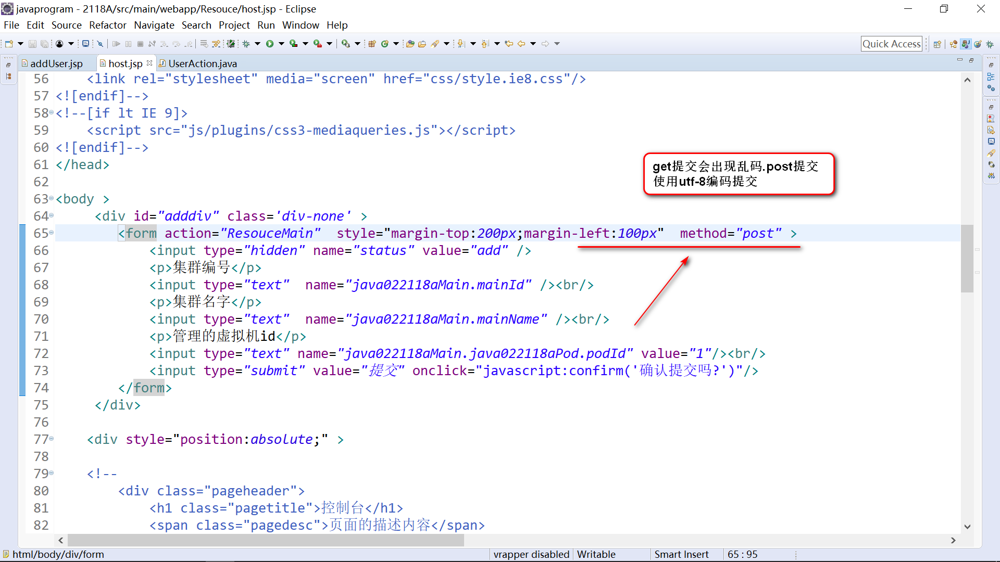 javaprogram - 2118A/src/main/webapp/Resouce/host.jsp - Eclipse
File Edit Source Refactor Navigate Search Project Run Window Help
Quick Access
addUser.jsp host.jsp UserAction.java
56 <link rel="stylesheet" media="screen" href="css/style.ie8.css"/>
57 <![endif]-->
58 <!--[if lt IE 9]>
59 <script src="js/plugins/css3-mediaqueries.js"></script>
60 <![endif]-->
61 </head>
get提交会出现乱码.post提交
使用utf-8编码提交
62
63 <body >
64 <div id="adddiv" class='div-none' >
65 <form action="ResouceMain" style="margin-top:200px;margin-left:100px" method="post" >
66 <input type="hidden" name="status" value="add" />
67 <p>集群编号</p>
68 <input type="text" name="java022118aMain.mainId" /><br/>
69 <p>集群名字</p>
70 <input type="text" name="java022118aMain.mainName" /><br/>
71 <p>管理的虚拟机id</p>
72 <input type="text" name="java022118aMain.java022118aPod.podId" value="1"/><br/>
73 <input type="submit" value="提交" onclick="javascript:confirm('确认提交吗?')"/>
74 </form>
75 </div>
76
77 <div style="position:absolute;" >
78
79 <!--
80 <div class="pageheader">
81 <h1 class="pagetitle">控制台</h1>
82 <span class="pagedesc">页面的描述内容</span>
html/body/div/form vrapper disabled Writable Smart Insert 65 : 95